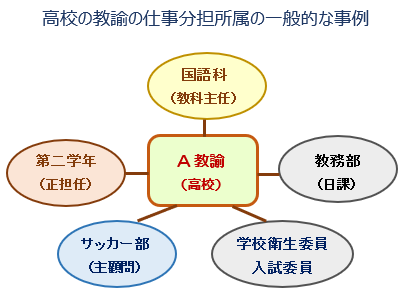 高校の教諭の仕事分担所属の一般的な事例
国語科
(教科主任)
第二学年
(正担任)
A 教諭
(高校)
教務部
(日課)
サッカー部
(主顧問)
学校衛生委員
入試委員